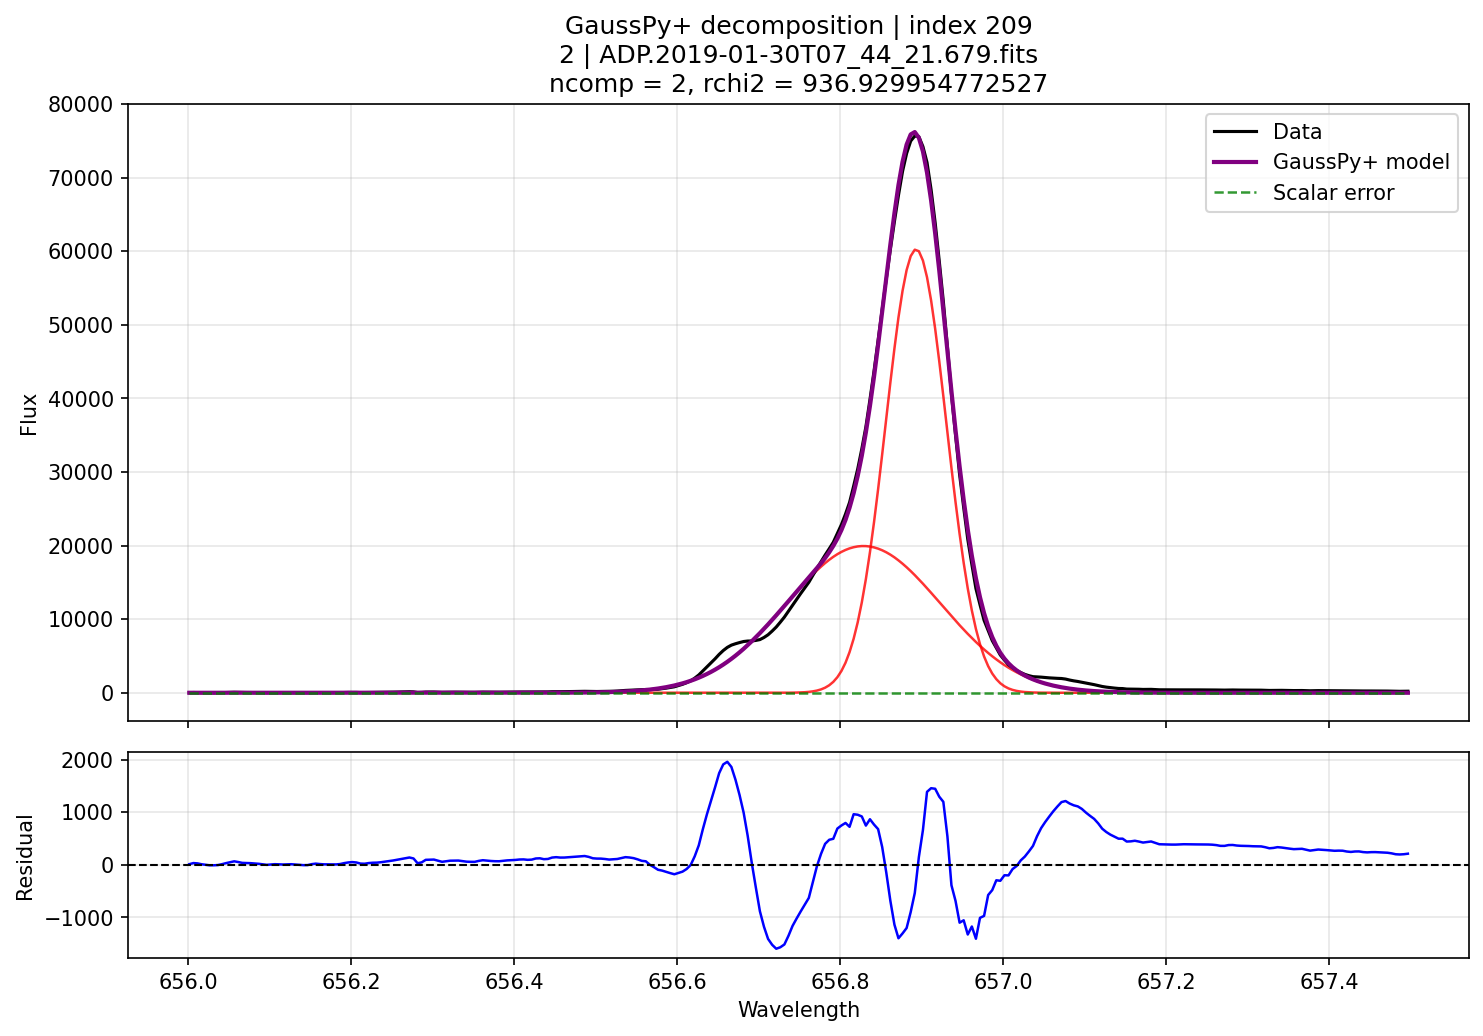 GaussPy+ decomposition | index 209
2 | ADP.2019-01-30T07_44_21.679.fits
ncomp = 2, rchi2 = 936.929954772527
80000
70000
60000
50000
40000
30000
20000
10000
0
Flux
Data
GaussPy+ model
Scalar error
2000
1000
0
−1000
Residual
656.0
656.2
656.4
656.6
656.8
657.0
657.2
657.4
Wavelength